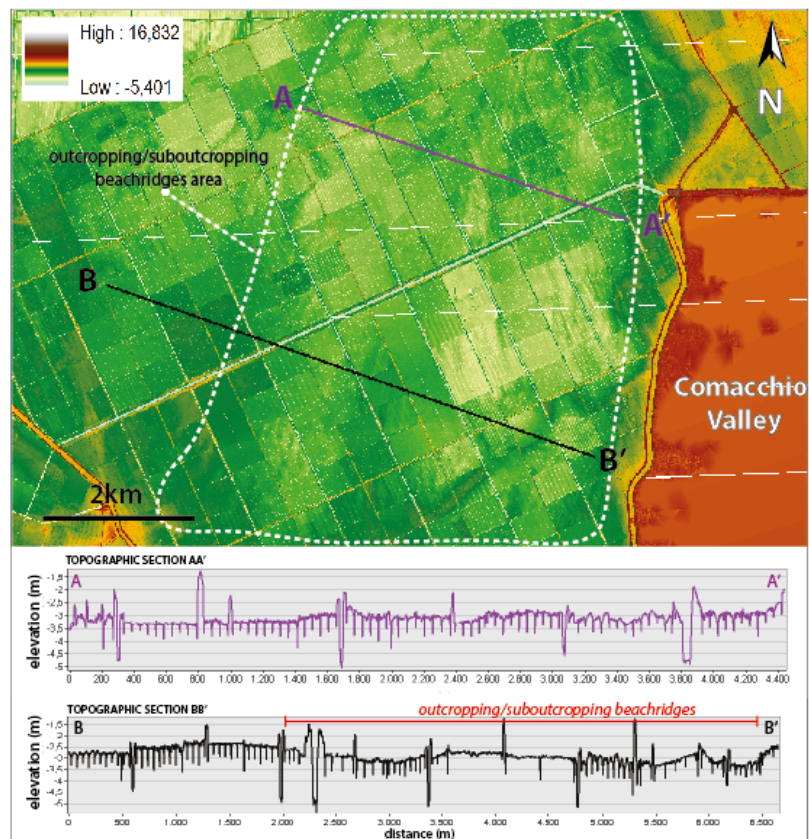 High : 16,832
Low : -5,401
N
A
outcropping/suboutcropping
beachridges area
A'
B
Comacchio
Valley
B'
2km
TOPOGRAPHIC SECTION AA'
A
A'
elevation (m)
-1,5
-2,5
-3
-3,5
-4,5
-5
0 200 400 600 800 1.000 1.200 1.400 1.600 1.800 2.000 2.200 2.400 2.600 2.800 3.000 3.200 3.400 3.600 3.800 4.000 4.200 4.400
TOPOGRAPHIC SECTION BB'
outcropping/suboutcropping beachridges
B
B'
elevation (m)
-1,5
-2,5
-3
-3,5
-4,5
-5
0 500 1.000 1.500 2.000 2.500 3.000 3.500 4.000 4.500 5.000 5.500 6.000 6.500
distance (m)